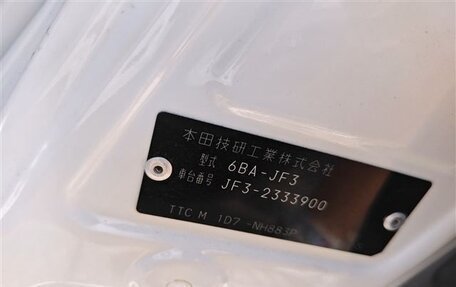 本田技研工業株式会社
型式 6BA-JF3
車台番号 JF3-2333900
TTC M 1D7 -NH883P